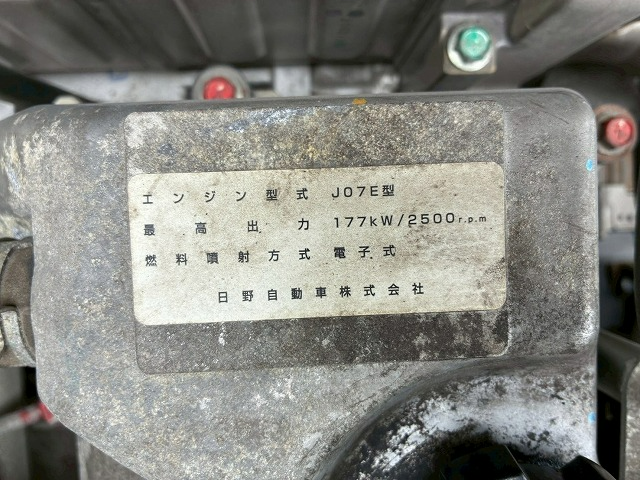 エンジン型式 J07E型
最高出力 177kW/2500r.p.m
燃料噴射方式 電子式
日野自動車株式会社